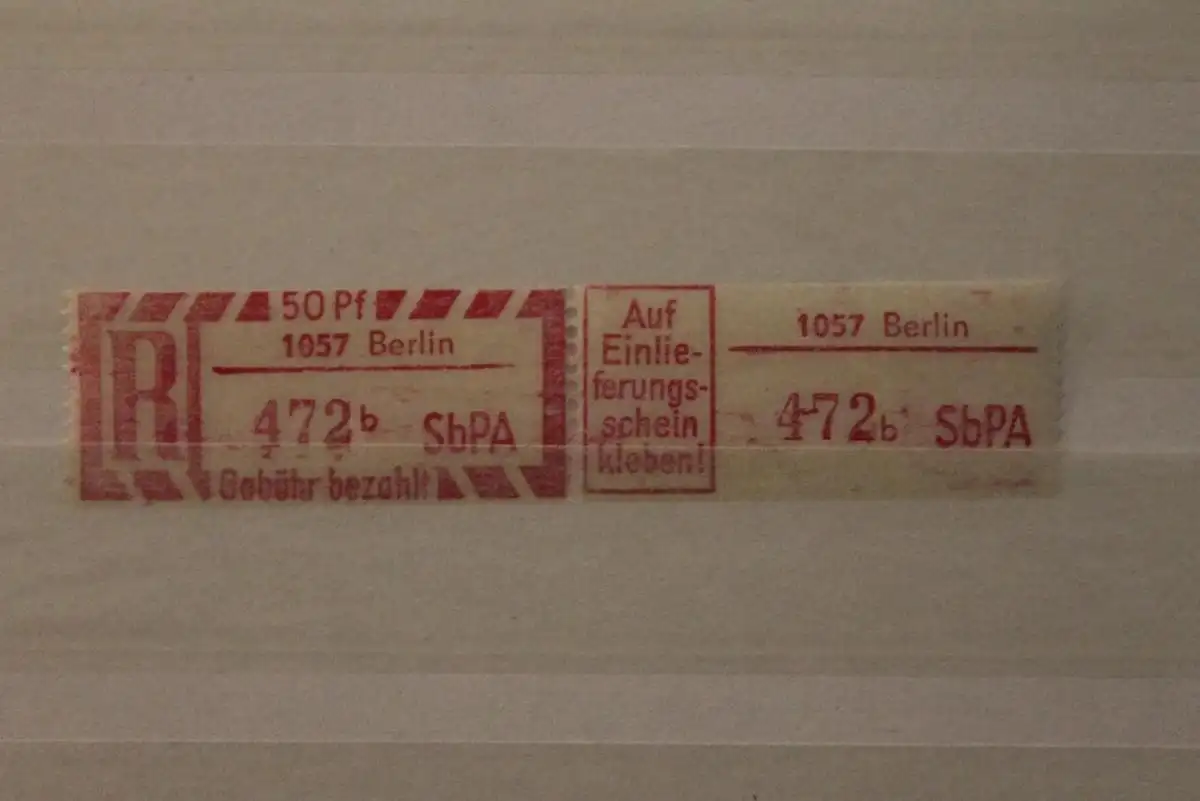 50 Pf
R
1057 Berlin
472b SbPA
Gebühr bezahlt
Auf
Einlie-
ferungs-
schein
kleben!
1057 Berlin
472b SbPA